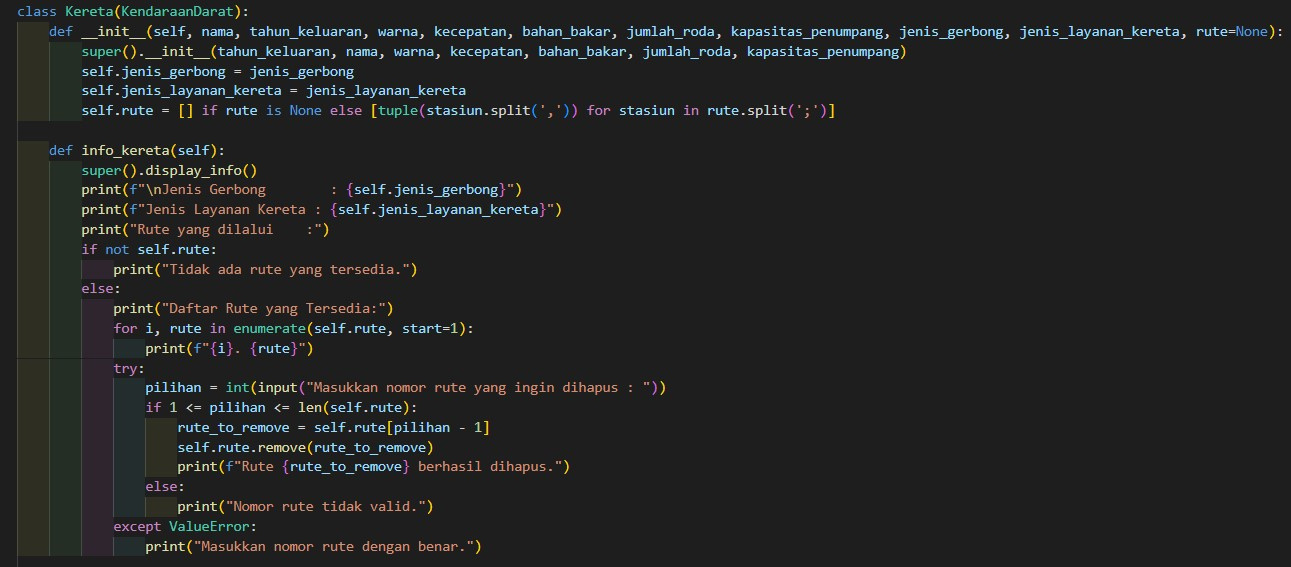 class Kereta(KendaraanDarat):
    def __init__(self, nama, tahun_keluaran, warna, kecepatan, bahan_bakar, jumlah_roda, kapasitas_penumpang, jenis_gerbong, jenis_layanan_kereta, rute=None):
        super().__init__(tahun_keluaran, nama, warna, kecepatan, bahan_bakar, jumlah_roda, kapasitas_penumpang)
        self.jenis_gerbong = jenis_gerbong
        self.jenis_layanan_kereta = jenis_layanan_kereta
        self.rute = [] if rute is None else [tuple(stasiun.split(',')) for stasiun in rute.split(';')]

    def info_kereta(self):
        super().display_info()
        print(f"\nJenis Gerbong        : {self.jenis_gerbong}")
        print(f"Jenis Layanan Kereta : {self.jenis_layanan_kereta}")
        print("Rute yang dilalui    :")
        if not self.rute:
            print("Tidak ada rute yang tersedia.")
        else:
            print("Daftar Rute yang Tersedia:")
            for i, rute in enumerate(self.rute, start=1):
                print(f"{i}. {rute}")
            try:
                pilihan = int(input("Masukkan nomor rute yang ingin dihapus : "))
                if 1 <= pilihan <= len(self.rute):
                    rute_to_remove = self.rute[pilihan - 1]
                    self.rute.remove(rute_to_remove)
                    print(f"Rute {rute_to_remove} berhasil dihapus.")
                else:
                    print("Nomor rute tidak valid.")
            except ValueError:
                print("Masukkan nomor rute dengan benar.")